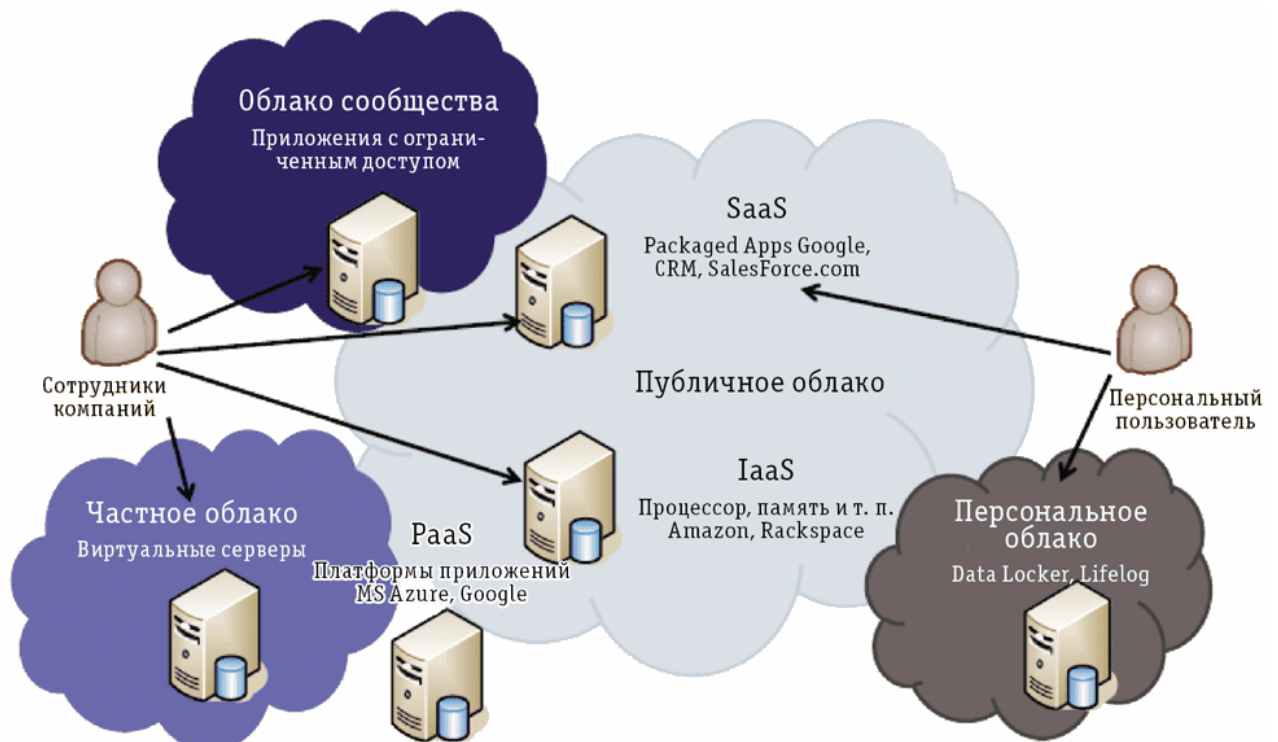 Облако сообщества
Приложения с ограни-
ченным доступом
SaaS
Packaged Apps Google,
CRM, SalesForce.com
Сотрудники
компаний
Публичное облако
Персональный
пользователь
Частное облако
Виртуальные серверы
PaaS
Платформы приложений
MS Azure, Google
IaaS
Процессор, память и т. п.
Amazon, Rackspace
Персональное
облако
Data Locker, Lifelog